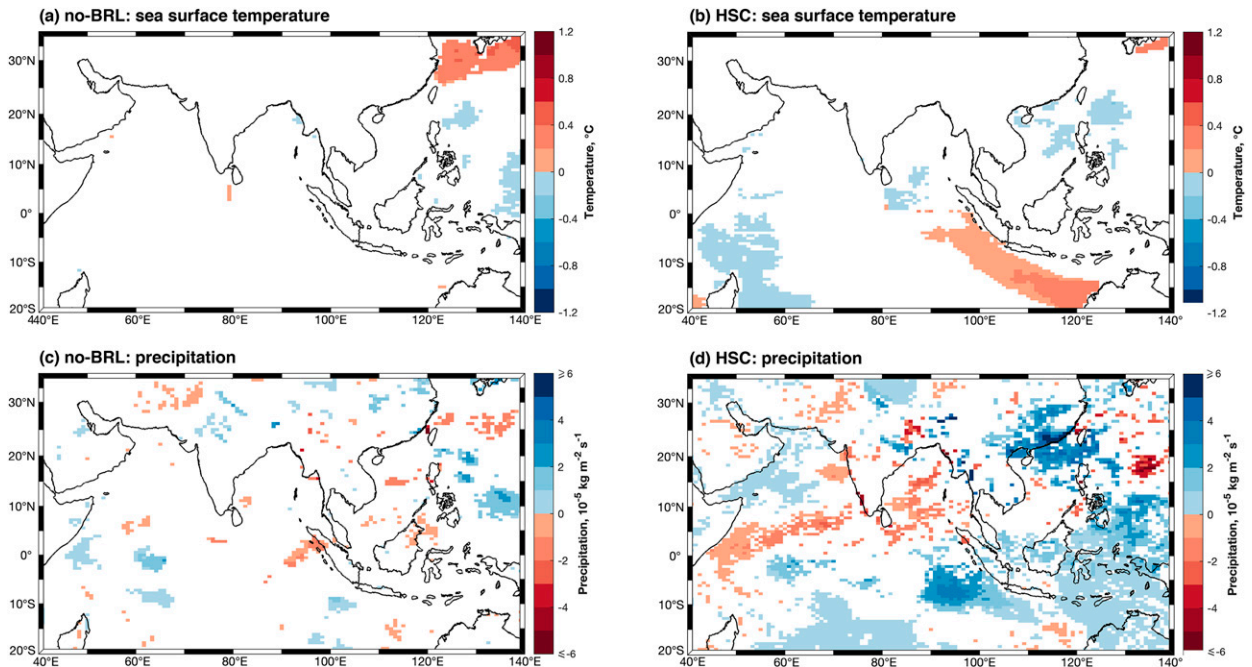 (a) no-BRL: sea surface temperature
30°N
20°N
10°N
0°
10°S
20°S
40°E
60°E
80°E
100°E
120°E
140°E
1.2
0.8
0.4
0
-0.4
-0.8
-1.2
Temperature, °C
(b) HSC: sea surface temperature
30°N
20°N
10°N
0°
10°S
20°S
40°E
60°E
80°E
100°E
120°
140°E
1.2
0.8
0.4
0
-0.4
-0.8
-1.2
Temperature, °C
(c) no-BRL: precipitation
30°N
20°N
10°N
0°
10°S
20°S
40°E
60°E
80°E
100°E
120°E
140°E
⩾6
4
2
0
-2
-4
⩽-6
Precipitation, 10⁻⁵ kg m⁻² s⁻¹
(d) HSC: precipitation
30°N
20°N
10°N
0°
10°S
20°S
40°E
60°E
80°E
100°E
120°E
140°E
⩾6
4
2
0
-2
-4
⩽-6
Precipitation, 10⁻⁵ kg m⁻² s⁻¹